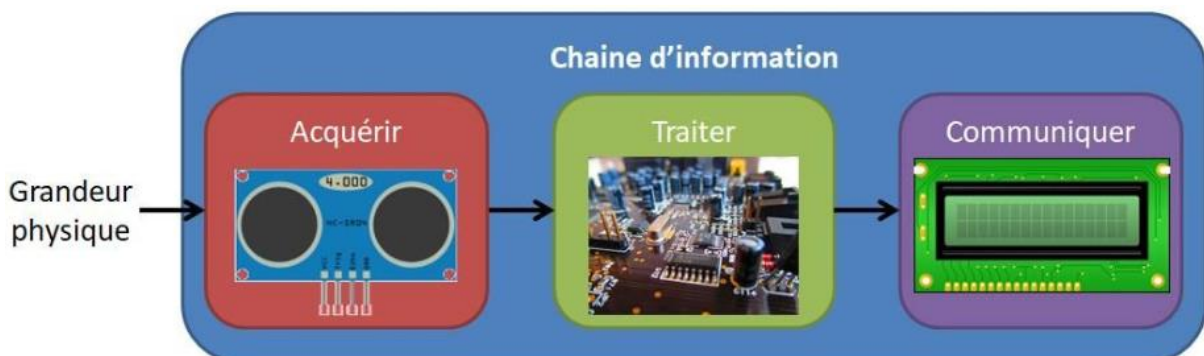 Chaine d'information
Acquérir
Traiter
Communiquer
Grandeur
physique
4.000
HC-SR04